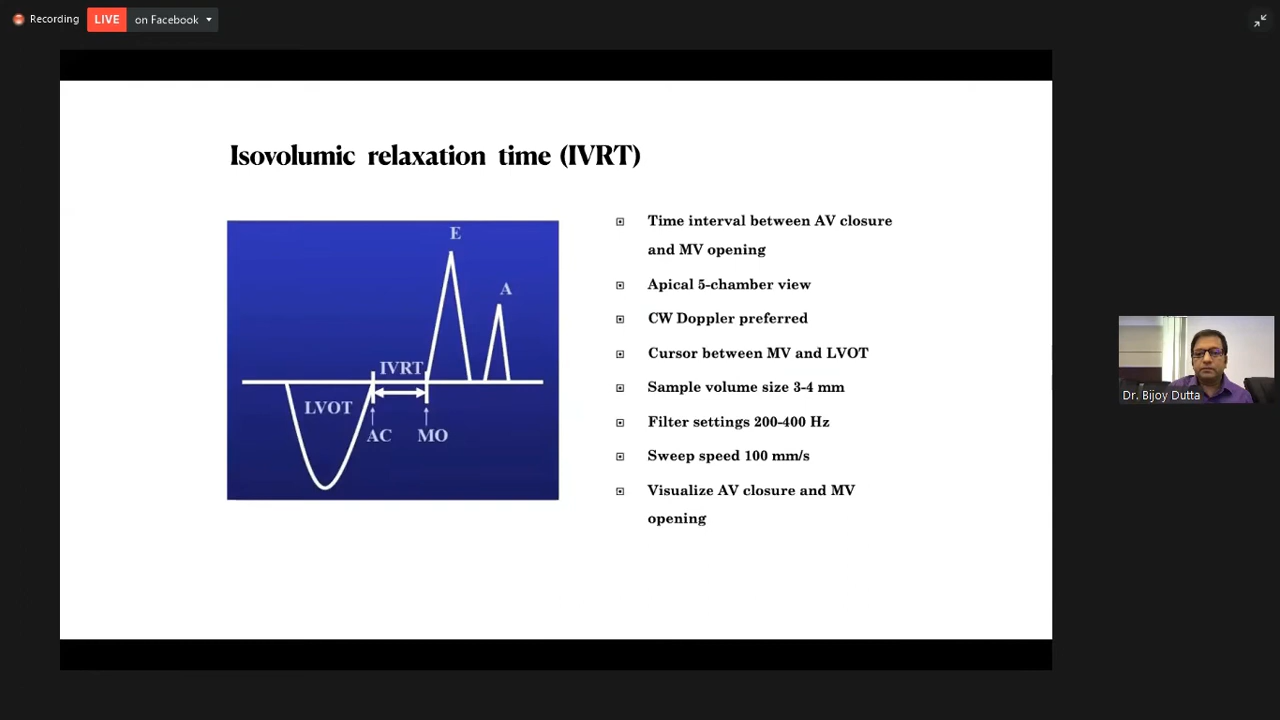 Recording
LIVE on Facebook
Isovolumic relaxation time (IVRT)
E
A
IVRT
LVOT
AC
MO
Time interval between AV closure
and MV opening
Apical 5-chamber view
CW Doppler preferred
Cursor between MV and LVOT
Sample volume size 3-4 mm
Filter settings 200-400 Hz
Sweep speed 100 mm/s
Visualize AV closure and MV
opening
Dr. Bijoy Dutta